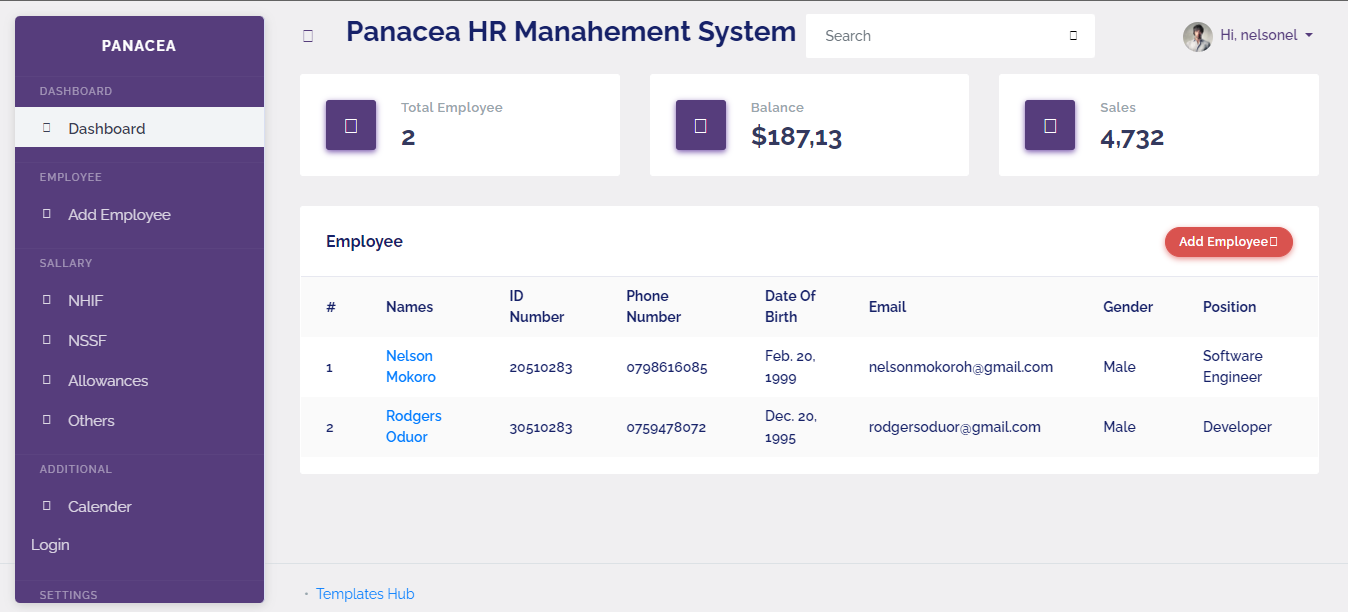 PANACEA
DASHBOARD
Dashboard
EMPLOYEE
Add Employee
SALLARY
NHIF
NSSF
Allowances
Others
ADDITIONAL
Calender
Login
SETTINGS
Panacea HR Manahement System
Search
Hi, nelsonel
Total Employee
2
Balance
$187,13
Sales
4,732
Employee
Add Employee
# Names ID Number Phone Number Date Of Birth Email Gender Position
1 Nelson Mokoro 20510283 0798616085 Feb. 20, 1999 nelsonmokoroh@gmail.com Male Software Engineer
2 Rodgers Oduor 30510283 0759478072 Dec. 20, 1995 rodgersoduor@gmail.com Male Developer
Templates Hub